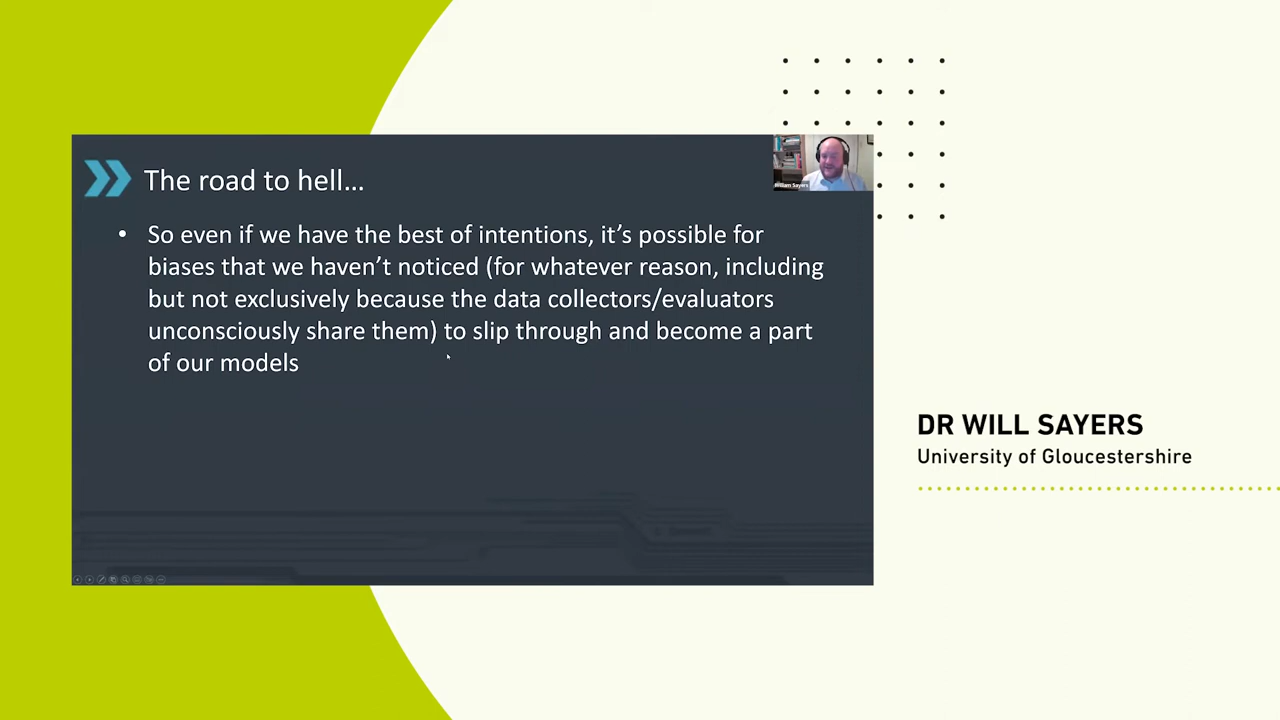 The road to hell...
William Sayers
• So even if we have the best of intentions, it's possible for
biases that we haven't noticed (for whatever reason, including
but not exclusively because the data collectors/evaluators
unconsciously share them) to slip through and become a part
of our models
DR WILL SAYERS
University of Gloucestershire